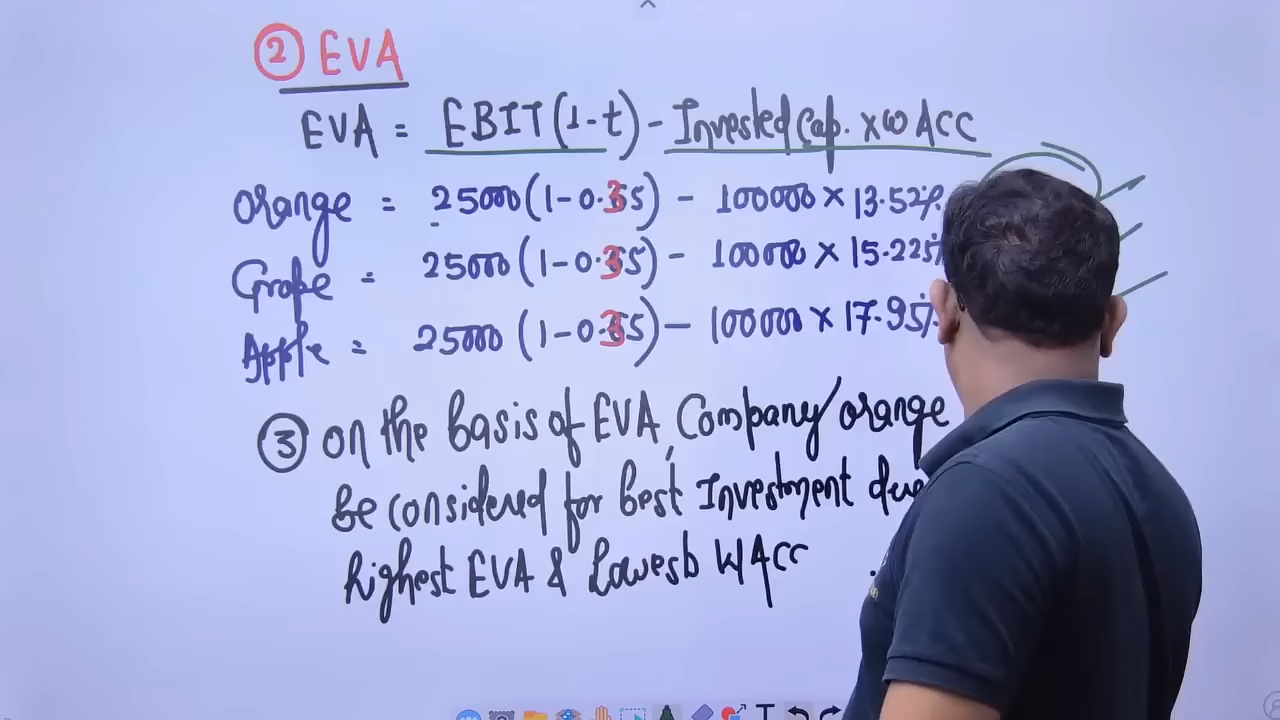 ② EVA
EVA = EBIT(1-t) - Invested Cap. × WACC
Orange = 25000(1-0.35) - 100000 × 13.52%
Grape = 25000(1-0.35) - 100000 × 15.225%
Apple = 25000(1-0.35) - 100000 × 17.95%
③ On the basis of EVA, Company/orange
be considered for best Investment
highest EVA & Lowest WACC